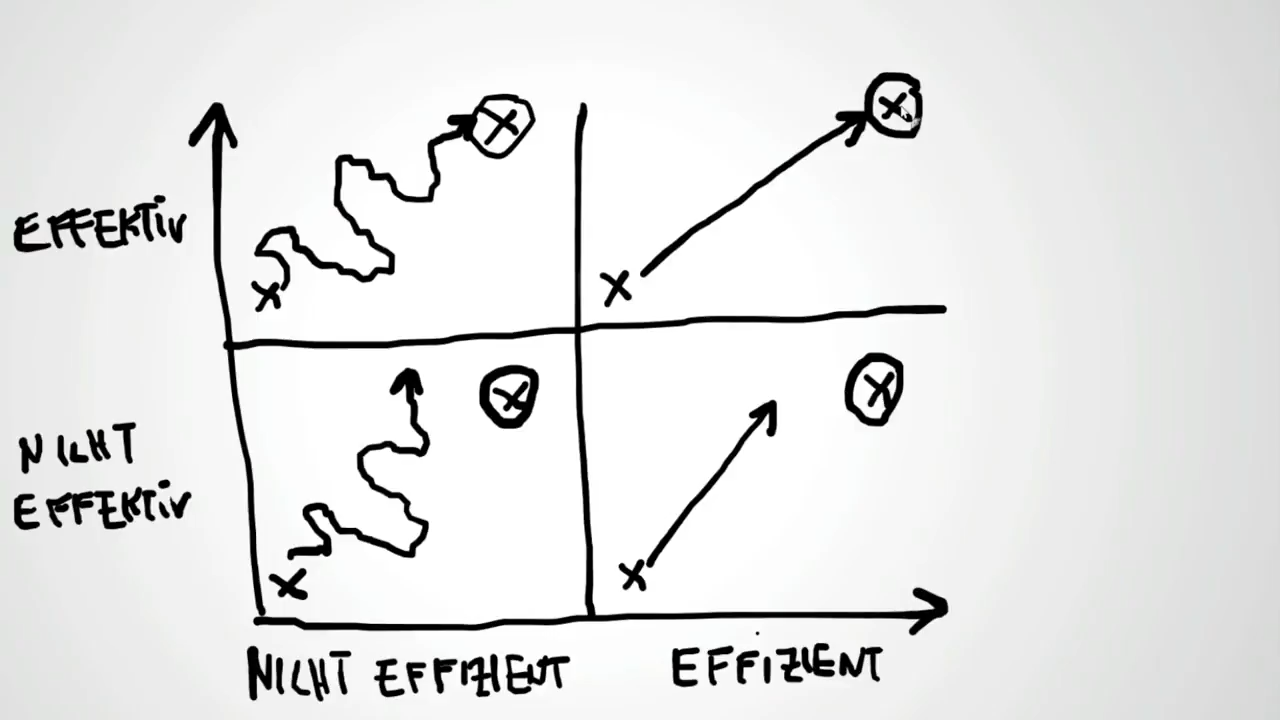 EFFEKTiV
NICHT
EFFEKTiV
NICHT EFFIZIENT
EFFIZIENT